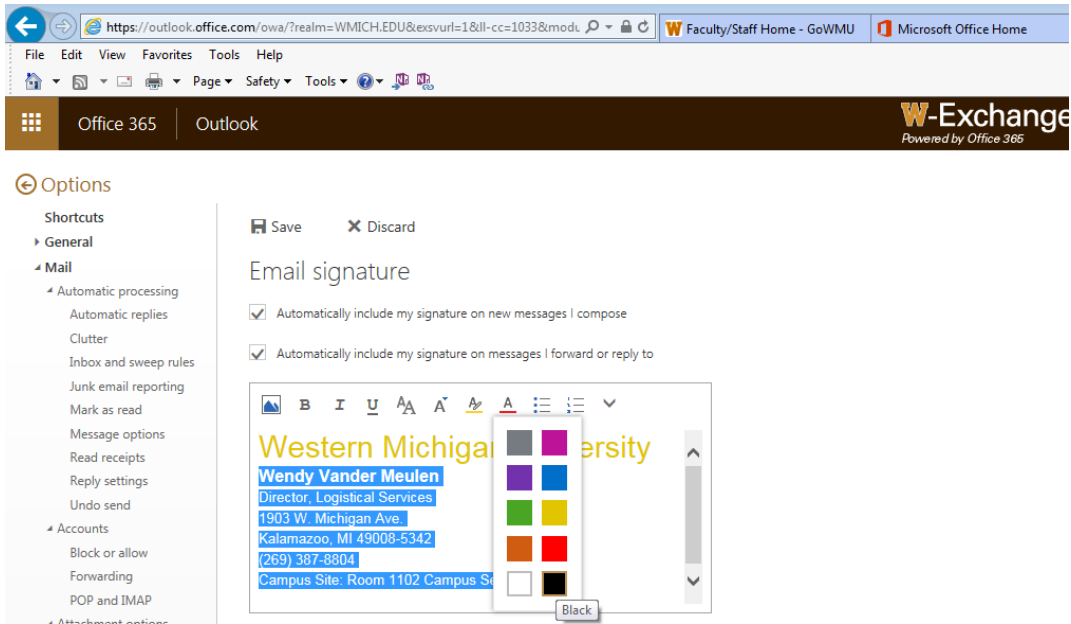 https://outlook.office.com/owa/?realm=WMICH.EDU&exsvurl=1&ll-cc=1033&modu
Faculty/Staff Home - GoWMU
Microsoft Office Home
File Edit View Favorites Tools Help
Page Safety Tools
Office 365 Outlook
W-Exchange
Powered by Office 365
Options
Shortcuts
General
Mail
Automatic processing
Automatic replies
Clutter
Inbox and sweep rules
Junk email reporting
Mark as read
Message options
Read receipts
Reply settings
Undo send
Accounts
Block or allow
Forwarding
POP and IMAP
Attachment options
Save Discard
Email signature
Automatically include my signature on new messages I compose
Automatically include my signature on messages I forward or reply to
B I U AA A A A
Western Michiga ersity
Wendy Vander Meulen
Director, Logistical Services
1903 W. Michigan Ave.
Kalamazoo, MI 49008-5342
(269) 387-8804
Campus Site: Room 1102 Campus Se
Black